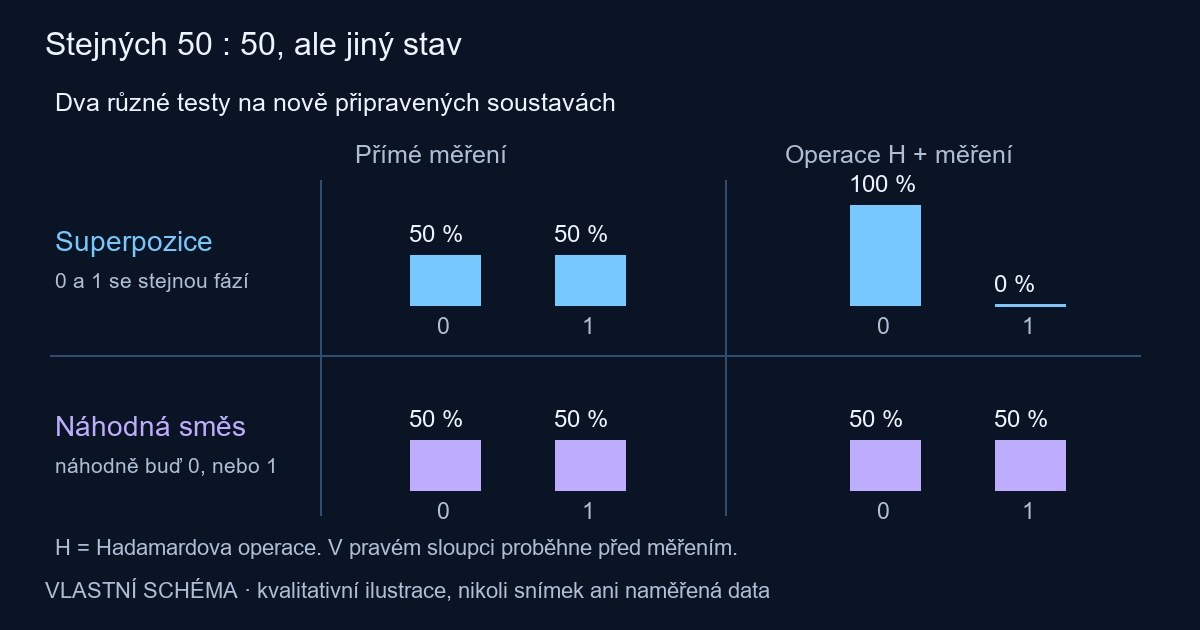 Stejných 50 : 50, ale jiný stav
Dva různé testy na nově připravených soustavách
Přímé měření
Operace H + měření
Superpozice
0 a 1 se stejnou fází
50 %
50 %
0
1
100 %
0 %
0
1
Náhodná směs
náhodně buď 0, nebo 1
50 %
50 %
0
1
50 %
50 %
0
1
H = Hadamardova operace. V pravém sloupci proběhne před měřením.
VLASTNÍ SCHÉMA · kvalitativní ilustrace, nikoli snímek ani naměřená data